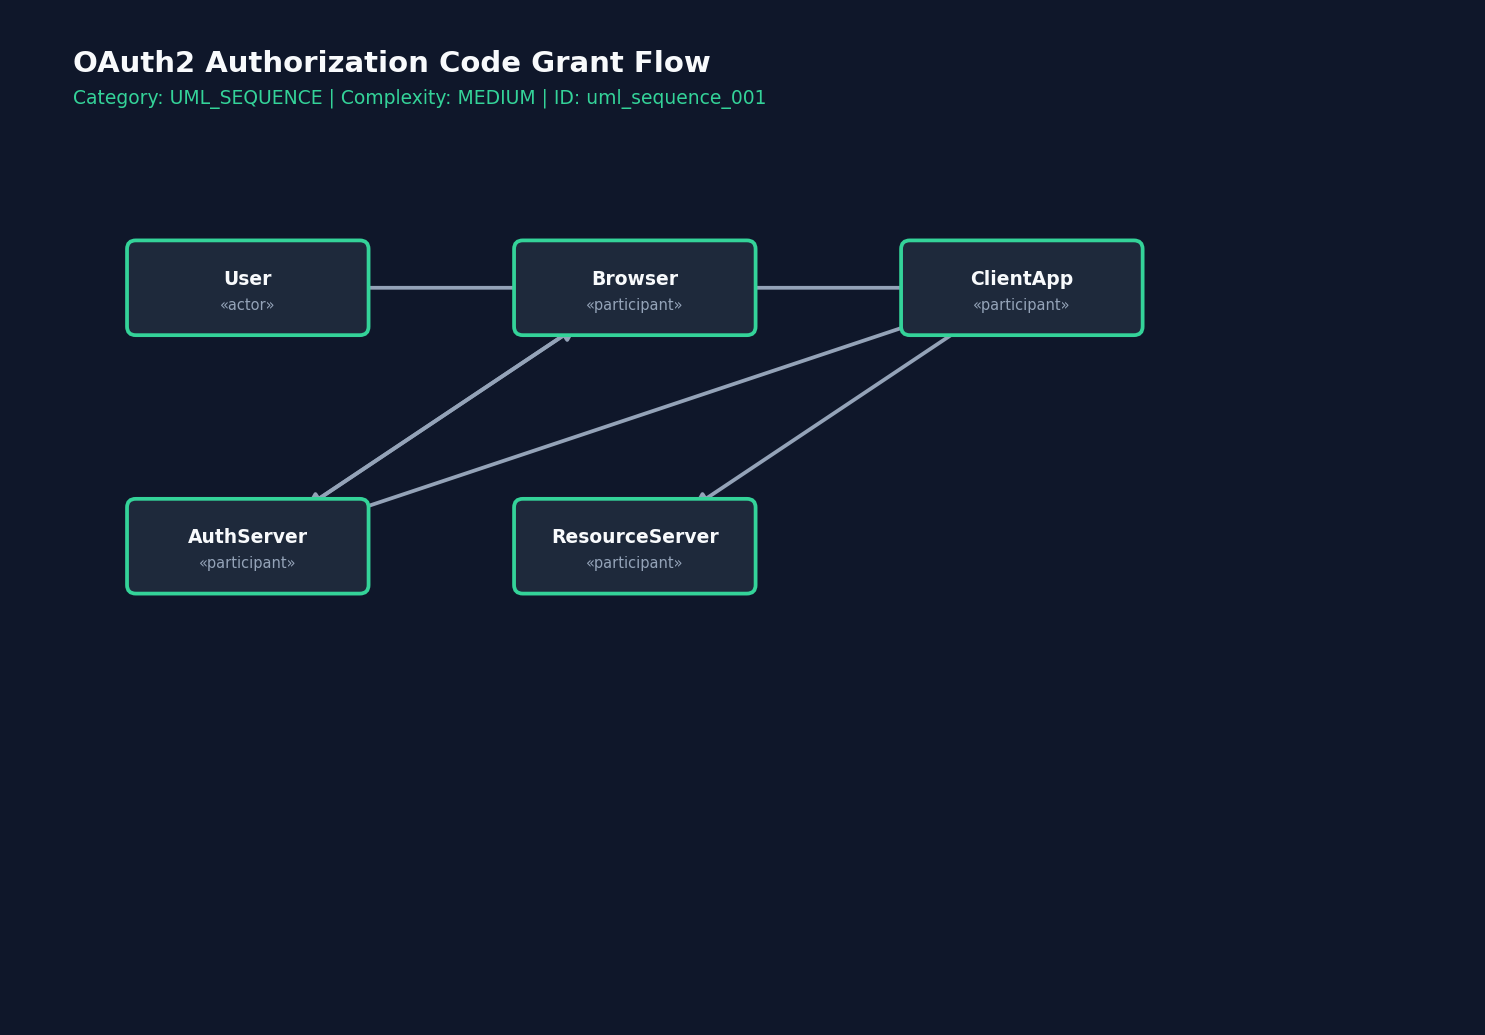 OAuth2 Authorization Code Grant Flow
Category: UML_SEQUENCE | Complexity: MEDIUM | ID: uml_sequence_001
User
«actor»
Browser
«participant»
ClientApp
«participant»
AuthServer
«participant»
ResourceServer
«participant»